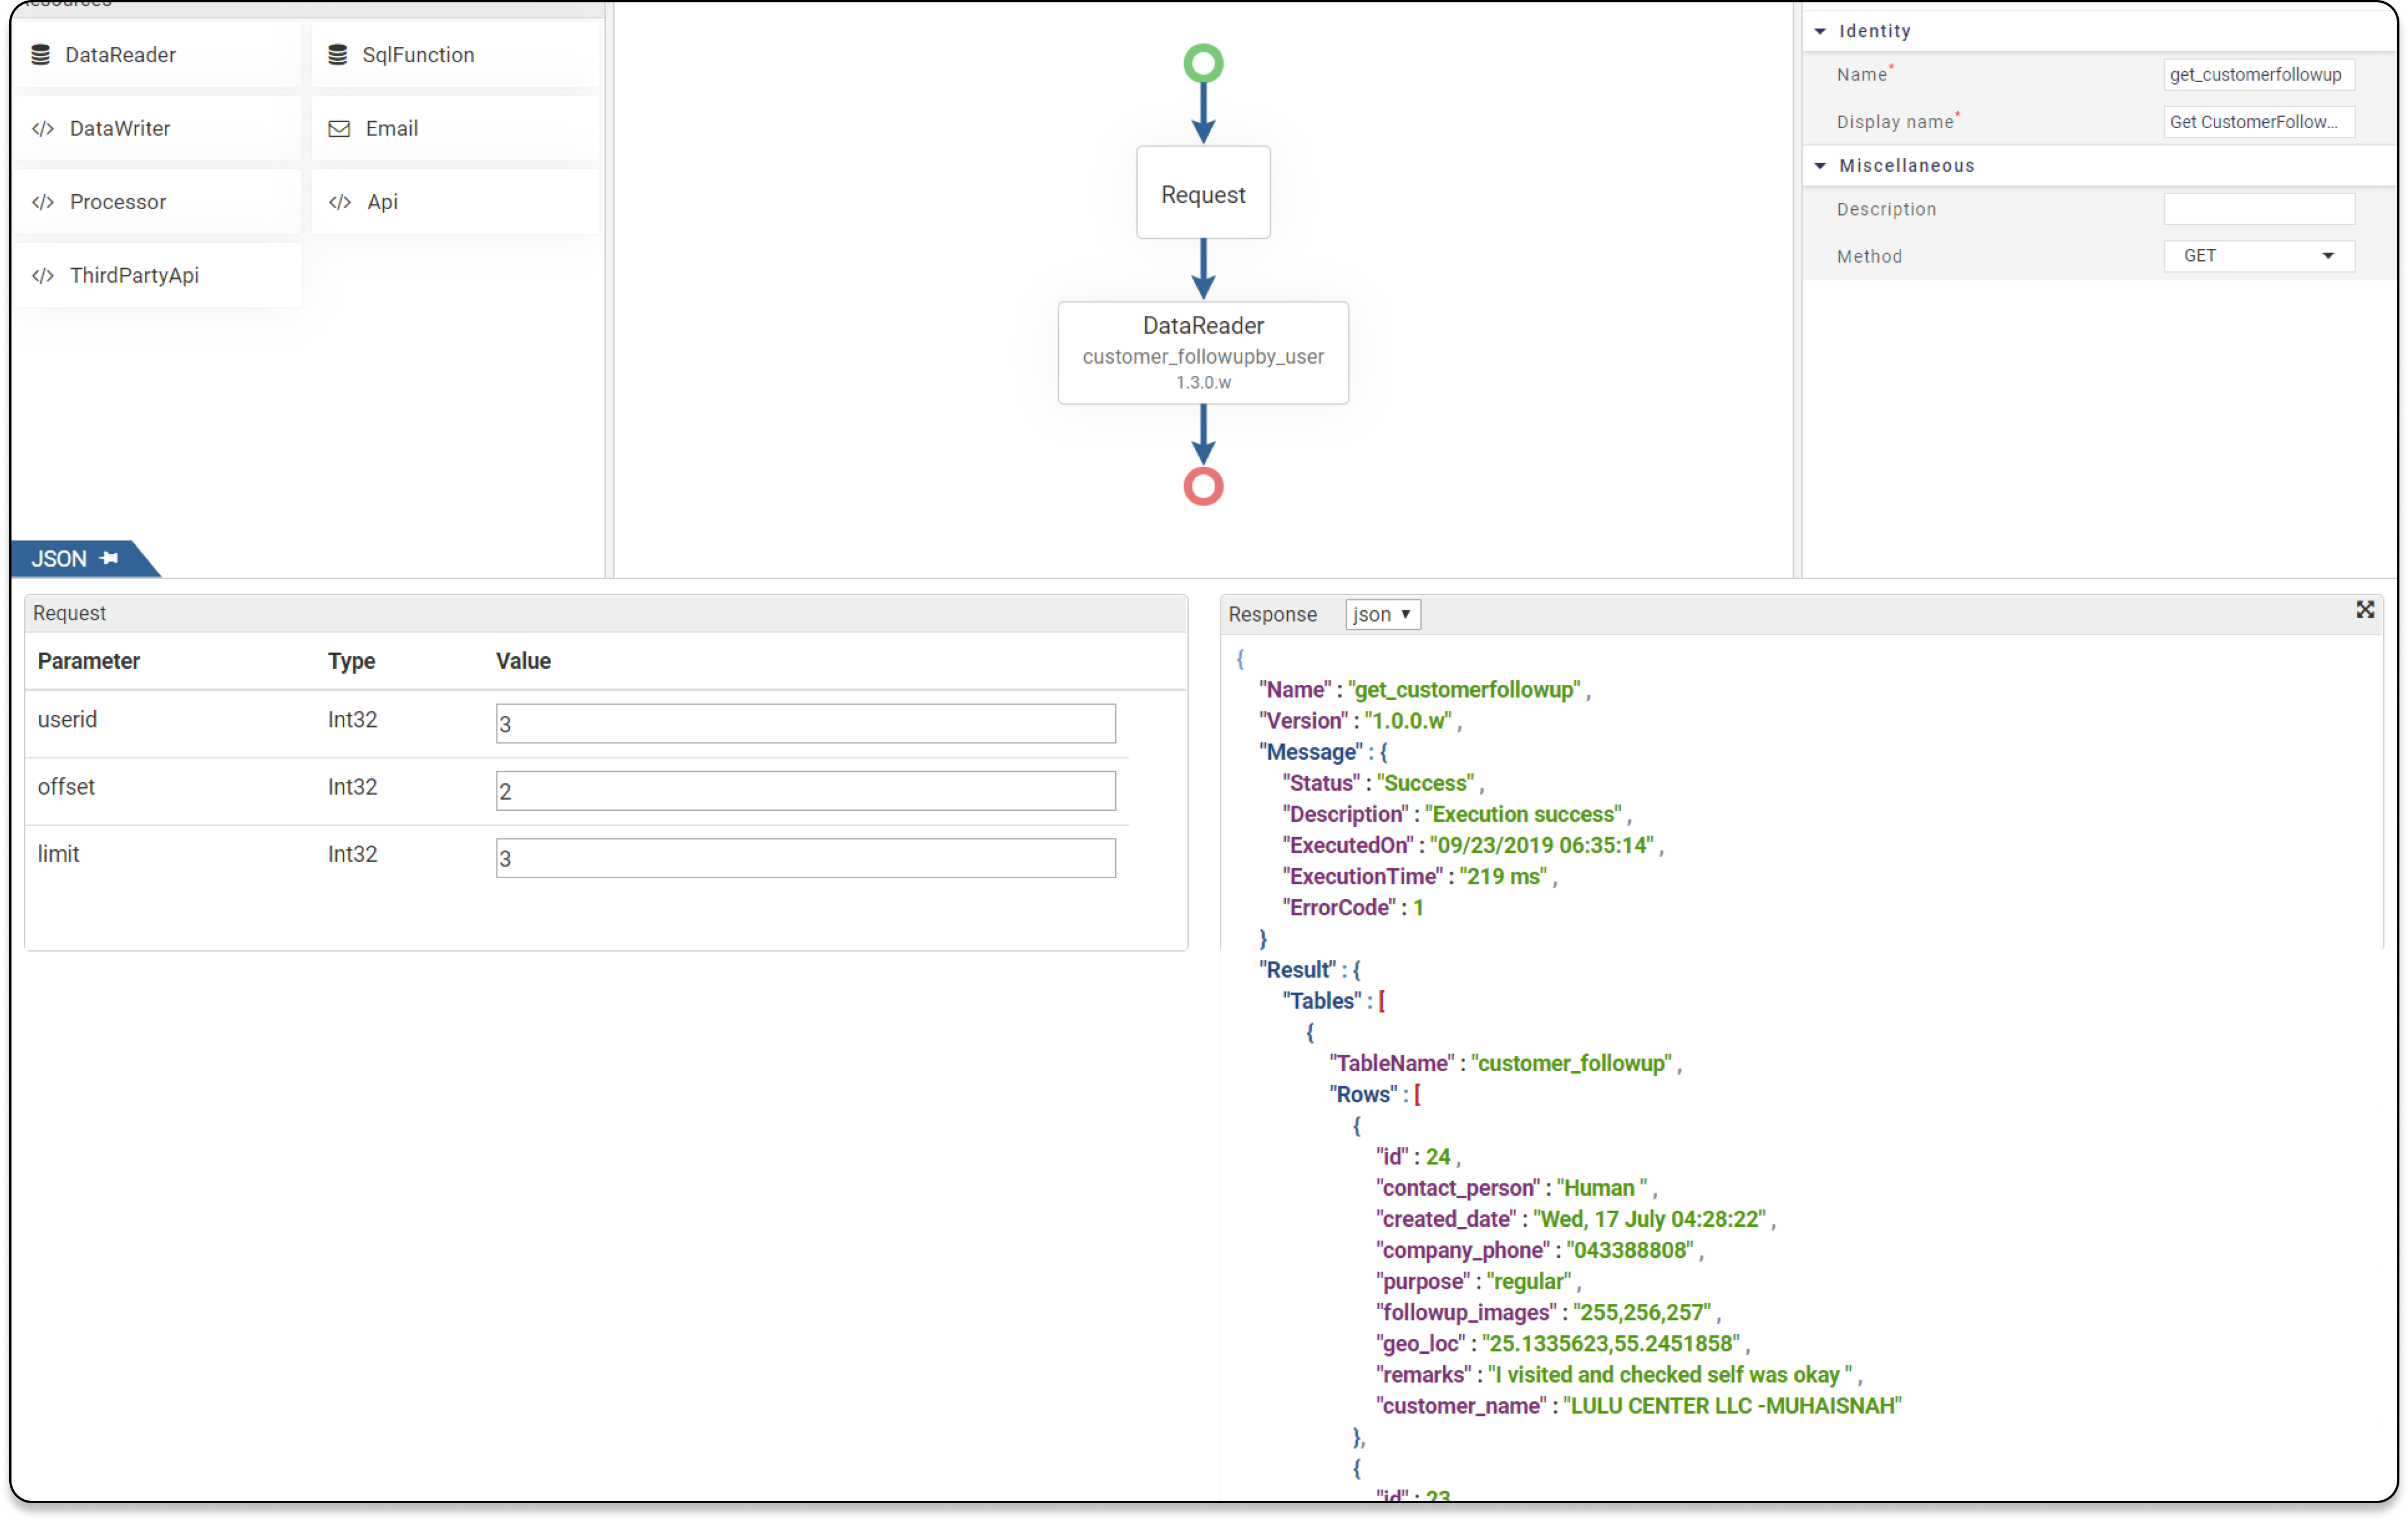 Resources
DataReader
SqlFunction
DataWriter
Email
Processor
Api
ThirdPartyApi
Request
DataReader
customer_followupby_user
1.3.0.w
Identity
Name*
get_customerfollowup
Display name*
Get CustomerFollow...
Miscellaneous
Description
Method
GET
JSON
Request
Parameter Type Value
userid Int32 3
offset Int32 2
limit Int32 3
Response json
{
"Name" : "get_customerfollowup" ,
"Version" : "1.0.0.w" ,
"Message" : {
"Status" : "Success" ,
"Description" : "Execution success" ,
"ExecutedOn" : "09/23/2019 06:35:14" ,
"ExecutionTime" : "219 ms" ,
"ErrorCode" : 1
}
"Result" : {
"Tables" : [
{
"TableName" : "customer_followup" ,
"Rows" : [
{
"id" : 24 ,
"contact_person" : "Human " ,
"created_date" : "Wed, 17 July 04:28:22" ,
"company_phone" : "043388808" ,
"purpose" : "regular" ,
"followup_images" : "255,256,257" ,
"geo_loc" : "25.1335623,55.2451858" ,
"remarks" : "I visited and checked self was okay " ,
"customer_name" : "LULU CENTER LLC -MUHAISNAH"
},
{
"id" : 23